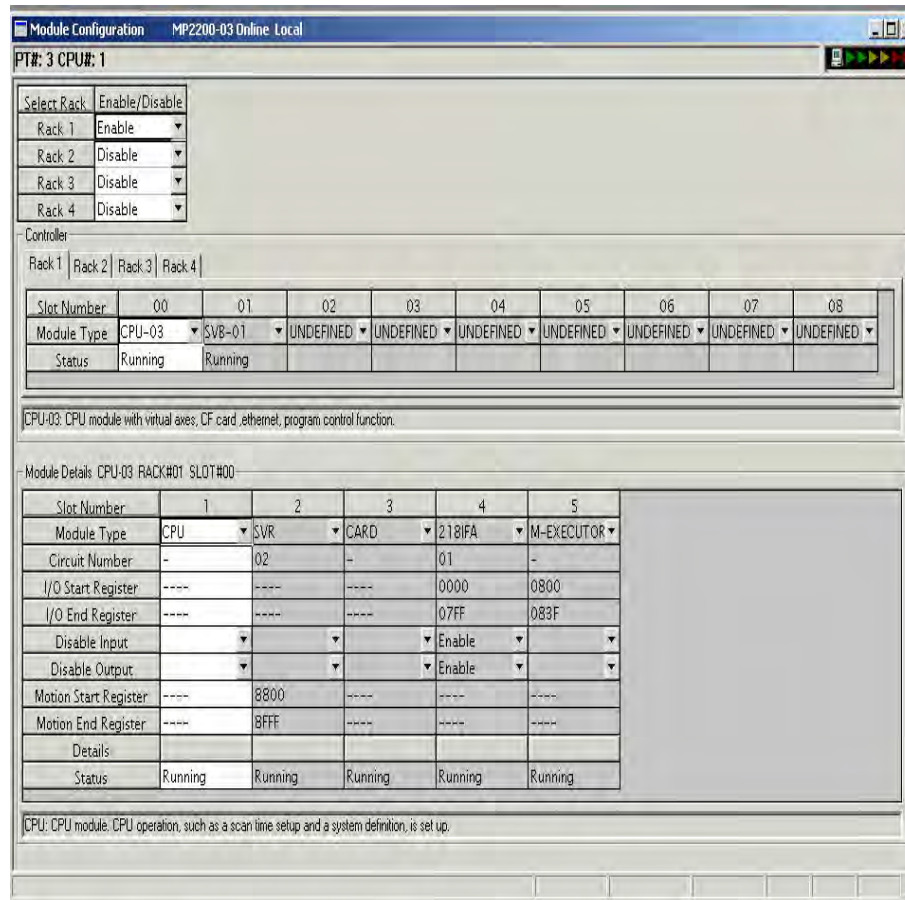 Module Configuration MP2200-03 Online Local
PT#: 3 CPU#: 1
Select Rack Enable/Disable
Rack 1 Enable
Rack 2 Disable
Rack 3 Disable
Rack 4 Disable
Controller
Rack 1 Rack 2 Rack 3 Rack 4
Slot Number 00 01 02 03 04 05 06 07 08
Module Type CPU-03 SVB-01 UNDEFINED UNDEFINED UNDEFINED UNDEFINED UNDEFINED UNDEFINED UNDEFINED
Status Running Running
CPU-03: CPU module with virtual axes, CF card ,ethernet, program control function.
Module Details CPU-03 RACK#01 SLOT#00
Slot Number 1 2 3 4 5
Module Type CPU SVR CARD 218IFA M-EXECUTOR
Circuit Number - 02 - 01 -
I/O Start Register ---- ---- ---- 0000 0800
I/O End Register ---- ---- ---- 07FF 083F
Disable Input Enable
Disable Output Enable
Motion Start Register ---- 8800 ---- ---- ----
Motion End Register ---- 8FFF ---- ---- ----
Details
Status Running Running Running Running Running
CPU: CPU module. CPU operation, such as a scan time setup and a system definition, is set up.